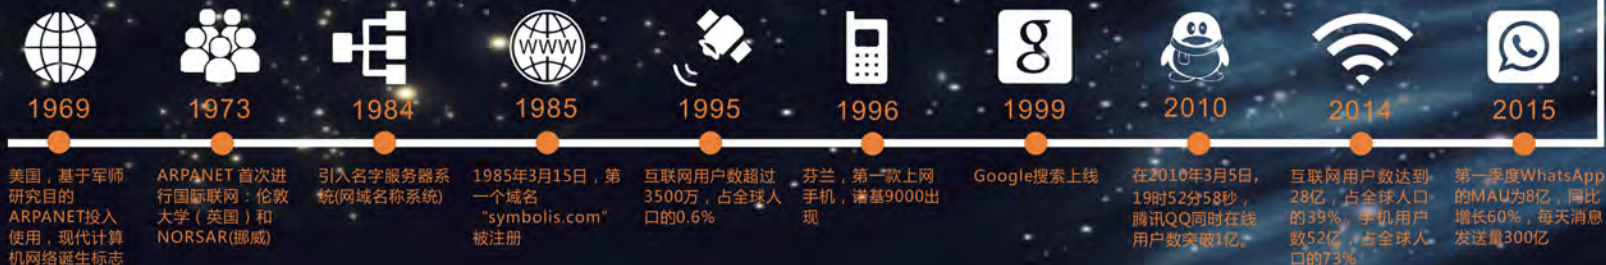 www
g
1969
1973
1984
1985
1995
1996
1999
2010
2014
2015
美国，基于军师
研究目的
ARPANET投入
使用，现代计算
机网络诞生标志
ARPANET 首次进
行国际联网：伦敦
大学（英国）和
NORSAR(挪威)
引入名字服务器系
统(网域名称系统)
1985年3月15日，第
一个域名
“symbolis.com”
被注册
互联网用户数超过
3500万，占全球人
口的0.6%
芬兰，第一款上网
手机，诺基9000出
现
Google搜索上线
在2010年3月5日,
19时52分58秒，
腾讯QQ同时在线
用户数突破1亿。
互联网用户数达到
28亿，占全球人口
的39%，手机用户
数52亿，占全球人
口的73%
第一季度WhatsApp
的MAU为8亿，同比
增长60%，每天消息
发送量300亿